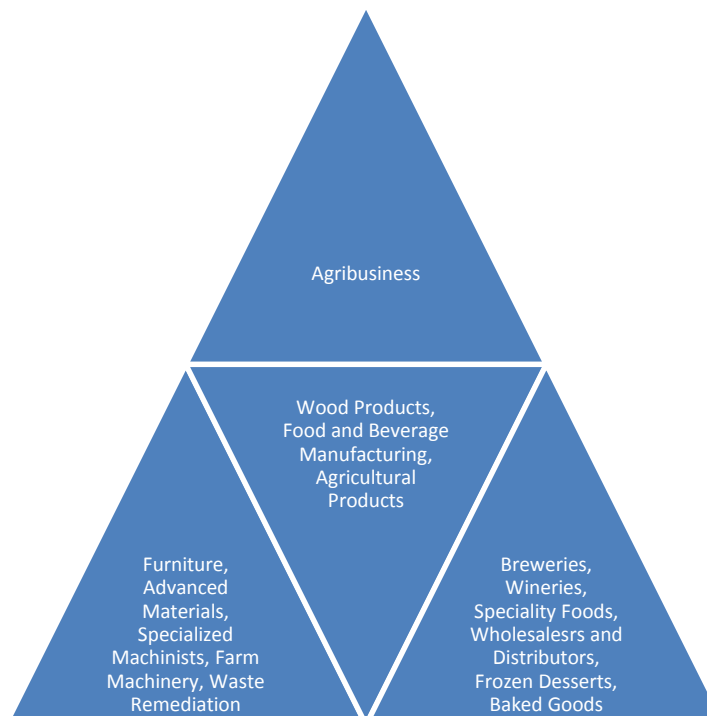 Agribusiness
Wood Products,
Food and Beverage
Manufacturing,
Agricultural
Products
Furniture,
Advanced
Materials,
Specialized
Machinists, Farm
Machinery, Waste
Remediation
Breweries,
Wineries,
Speciality Foods,
Wholesalesrs and
Distributors,
Frozen Desserts,
Baked Goods